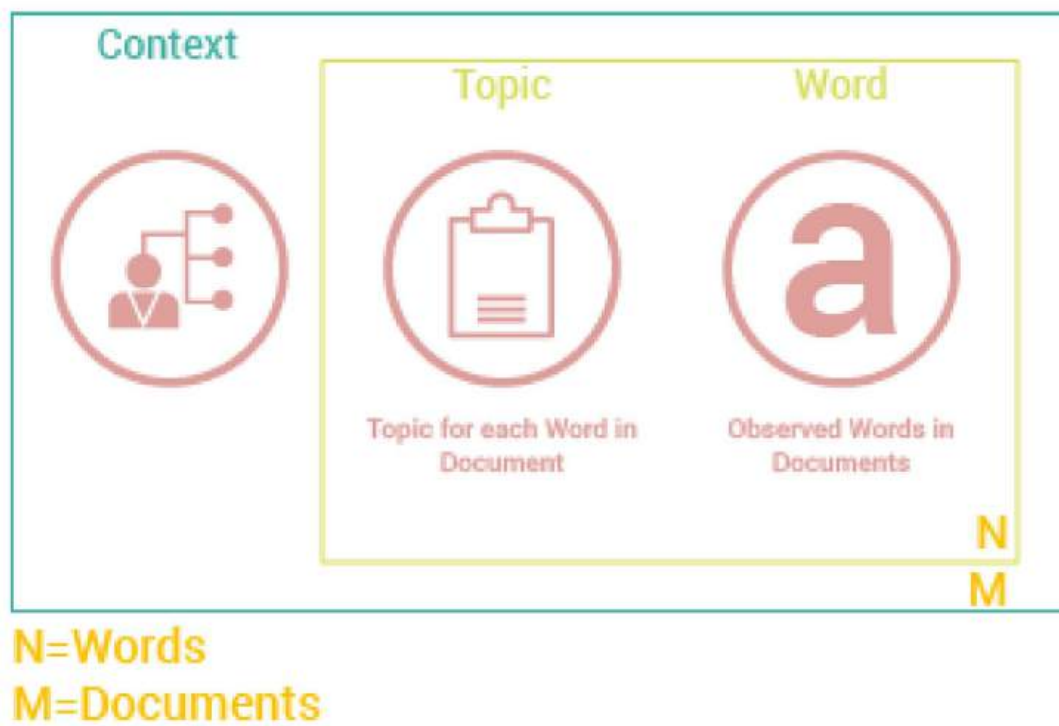 Context
Topic
Word
a
Topic for each Word in
Document
Observed Words in
Documents
N
M
N=Words
M=Documents